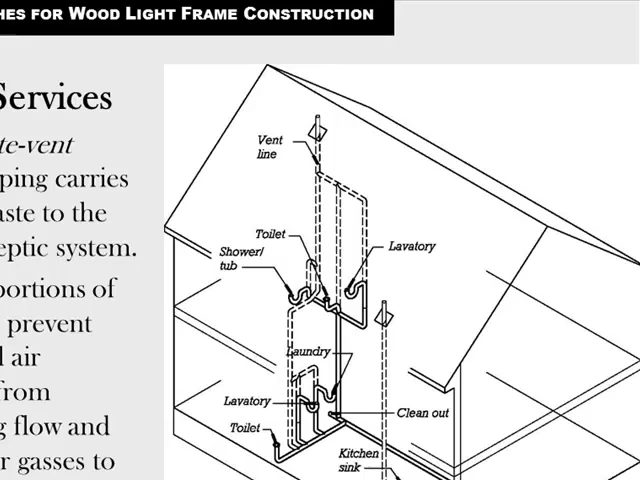 HES FOR WOOD LIGHT FRAME CONSTRUCTION
Services
te-vent
ping carries
aste to the
eptic system.
portions of
prevent
l air
from
g flow and
r gasses to
Vent
line
Toilet
Shower/
tub
Lavatory
Laundry
Lavatory
Toilet
Clean out
Kitchen
sink